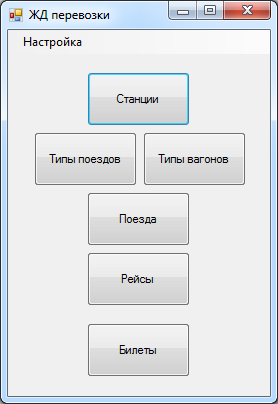 ЖД перевозки
Настройка
Станции
Типы поездов
Типы вагонов
Поезда
Рейсы
Билеты